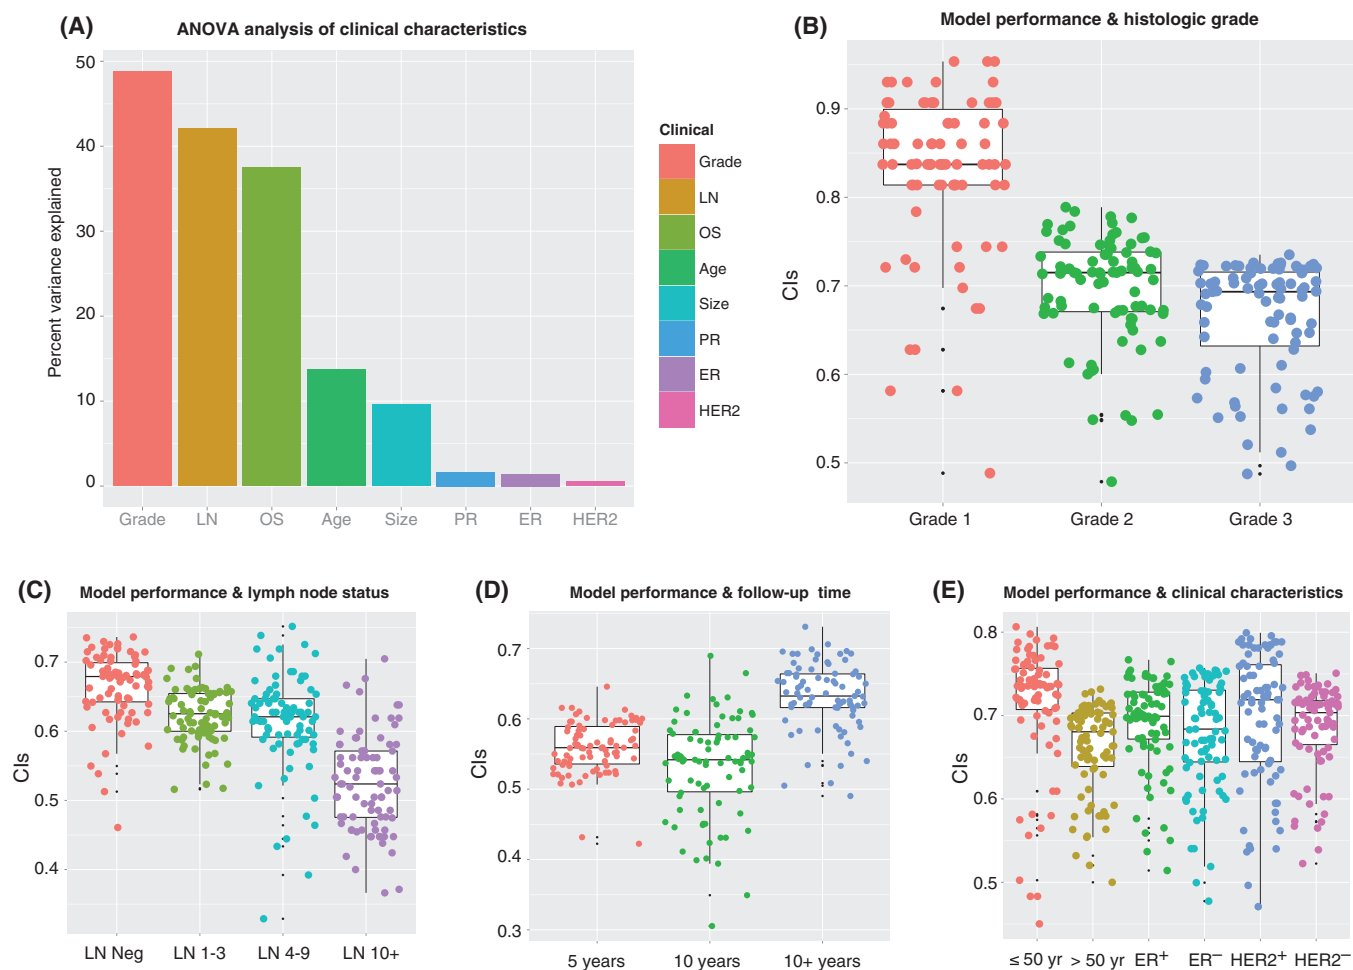 (A)
ANOVA analysis of clinical characteristics
Percent variance explained
50
40
30
20
10
0
Grade LN OS Age Size PR ER HER2
Clinical
Grade
LN
OS
Age
Size
PR
ER
HER2
(B)
Model performance & histologic grade
CIs
0.9
0.8
0.7
0.6
0.5
Grade 1 Grade 2 Grade 3
(C)
Model performance & lymph node status
CIs
0.7
0.6
0.5
0.4
LN Neg LN 1-3 LN 4-9 LN 10+
(D)
Model performance & follow-up time
CIs
0.7
0.6
0.5
0.4
0.3
5 years 10 years 10+ years
(E)
Model performance & clinical characteristics
CIs
0.8
0.7
0.6
0.5
≤ 50 yr > 50 yr ER⁺ ER⁻ HER2⁺ HER2⁻